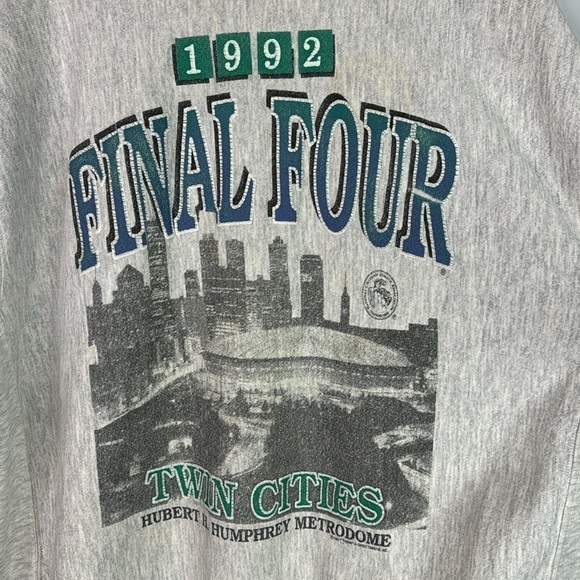 1992
FINAL FOUR
®
TWIN CITIES
HUBERT H. HUMPHREY METRODOME